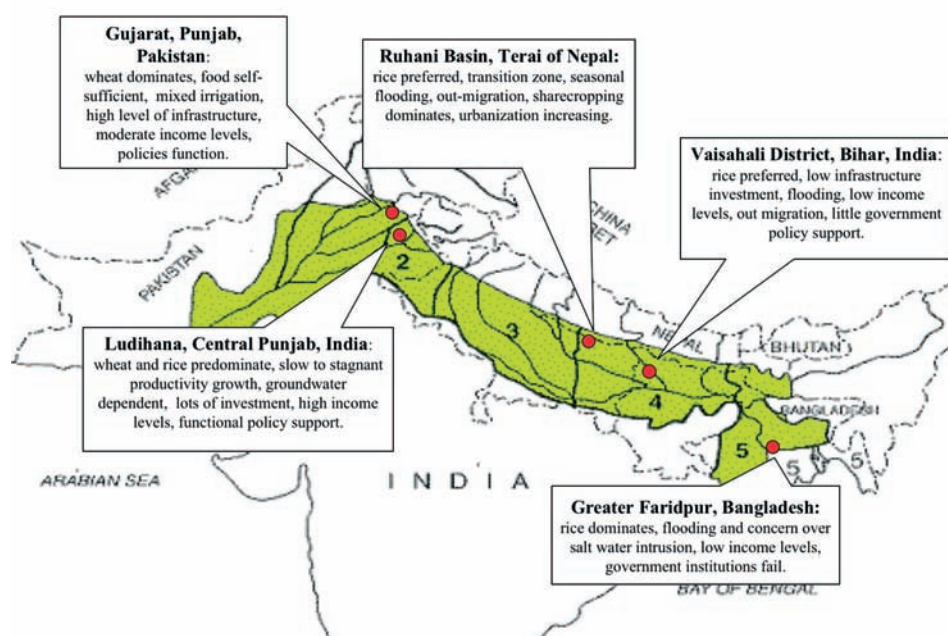 Gujarat, Punjab,
Pakistan:
wheat dominates, food self-
sufficient, mixed irrigation,
high level of infrastructure,
moderate income levels,
policies function.
Ruhani Basin, Terai of Nepal:
rice preferred, transition zone, seasonal
flooding, out-migration, sharecropping
dominates, urbanization increasing.
Vaisahali District, Bihar, India:
rice preferred, low infrastructure
investment, flooding, low income
levels, out migration, little government
policy support.
AFGA
CHINA
BET
PAKISTAN
2
3
NEPAL
BHUTAN
4
BANGLADESH
5
5
5
Ludihana, Central Punjab, India:
wheat and rice predominate, slow to stagnant
productivity growth, groundwater
dependent, lots of investment, high income
levels, functional policy support.
ARABIAN SEA
INDIA
Greater Faridpur, Bangladesh:
rice dominates, flooding and concern over
salt water intrusion, low income levels,
government institutions fail.
BAY OF BENGAL